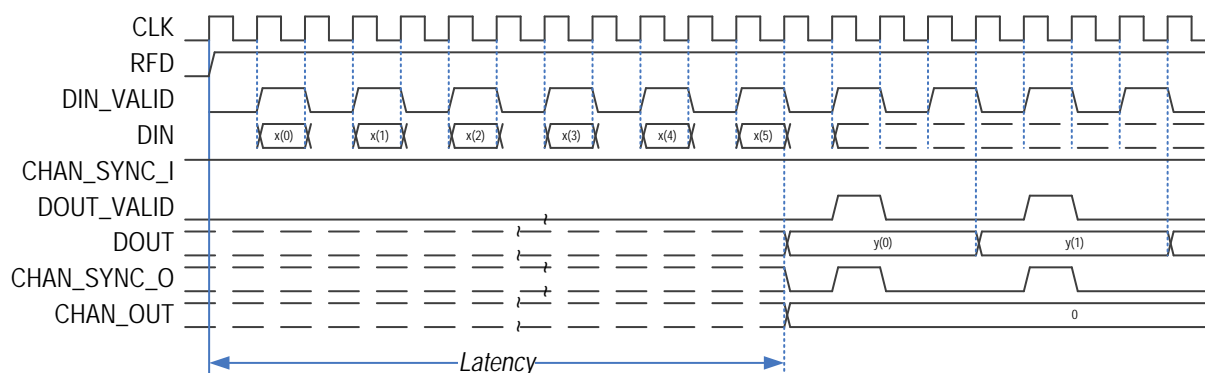 CLK
RFD
DIN_VALID
DIN
x(0) x(1) x(2) x(3) x(4) x(5)
CHAN_SYNC_I
DOUT_VALID
DOUT
y(0) y(1)
CHAN_SYNC_O
CHAN_OUT
0
Latency